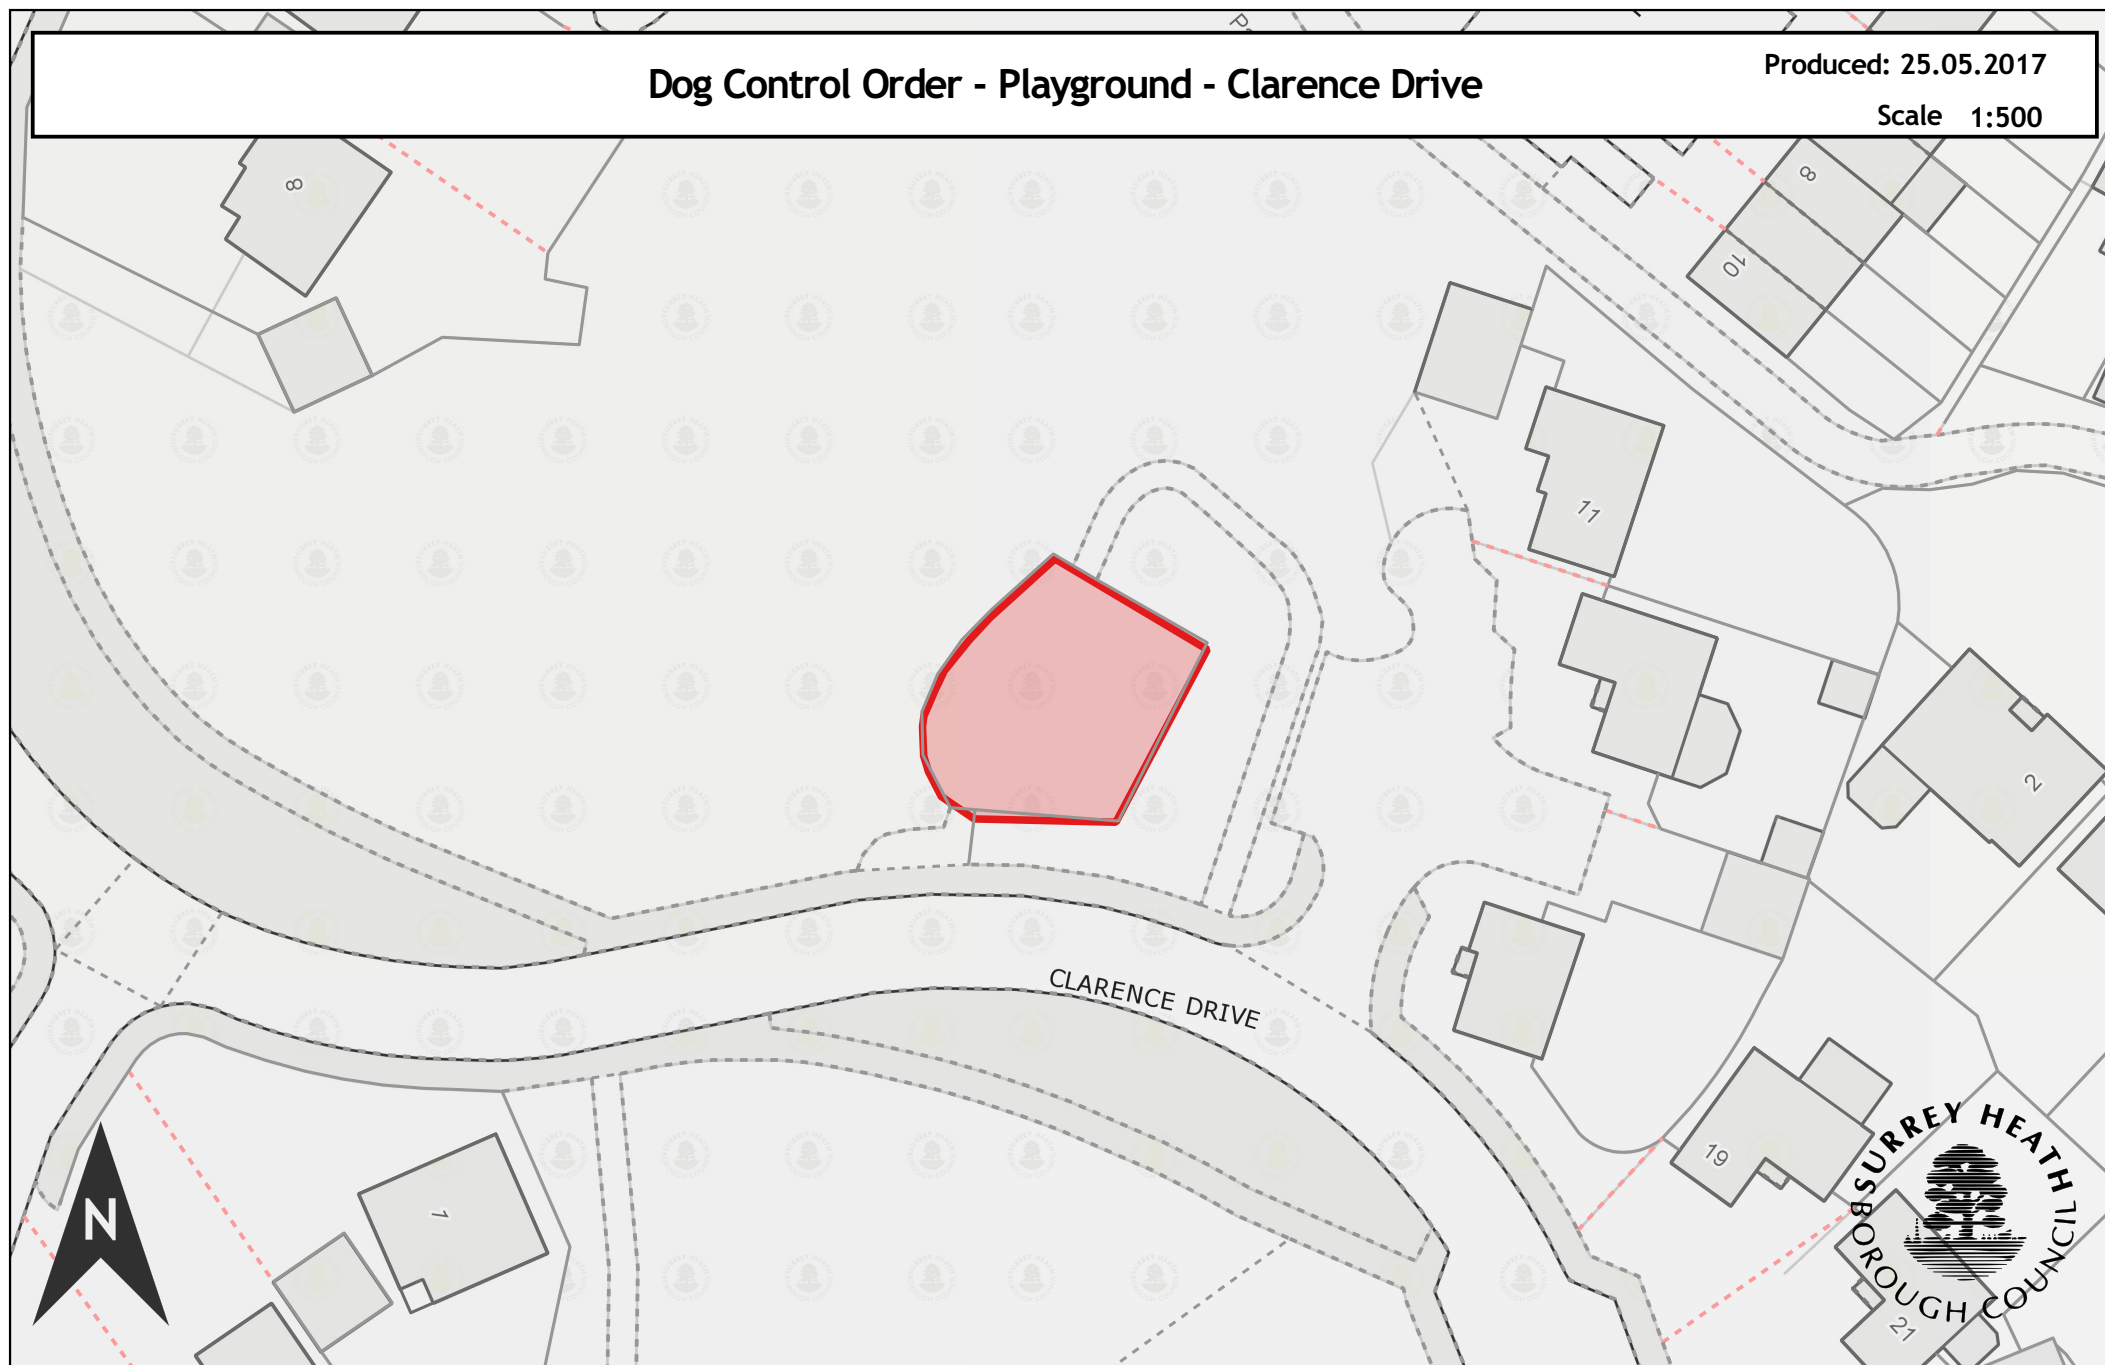 Dog Control Order - Playground - Clarence Drive
Produced: 25.05.2017
Scale 1:500
8
8
10
11
2
CLARENCE DRIVE
19
1
21
N
SURREY HEATH
BOROUGH COUNCIL